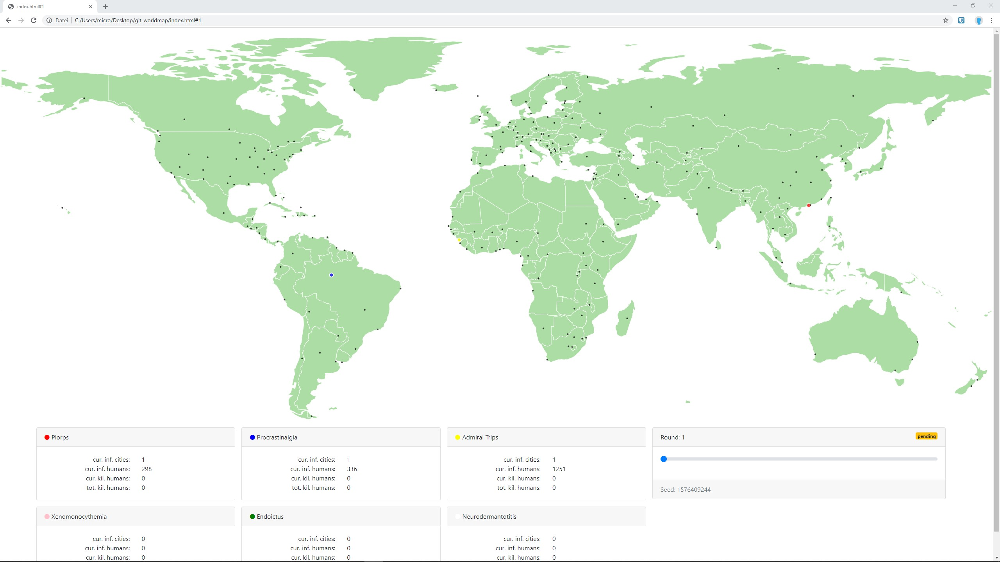 index.html#1
Datei C:/Users/micro/Desktop/git-worldmap/index.html#1
Plorps
cur. inf. cities: 1
cur. inf. humans: 298
cur. kil. humans: 0
tot. kil. humans: 0
Procrastinalgia
cur. inf. cities: 1
cur. inf. humans: 336
cur. kil. humans: 0
tot. kil. humans: 0
Admiral Trips
cur. inf. cities: 1
cur. inf. humans: 1251
cur. kil. humans: 0
tot. kil. humans: 0
Round: 1 pending
Seed: 1576409244
Xenomonocythemia
cur. inf. cities: 0
cur. inf. humans: 0
cur. kil. humans: 0
Endoictus
cur. inf. cities: 0
cur. inf. humans: 0
cur. kil. humans: 0
Neurodermantotitis
cur. inf. cities: 0
cur. inf. humans: 0
cur. kil. humans: 0